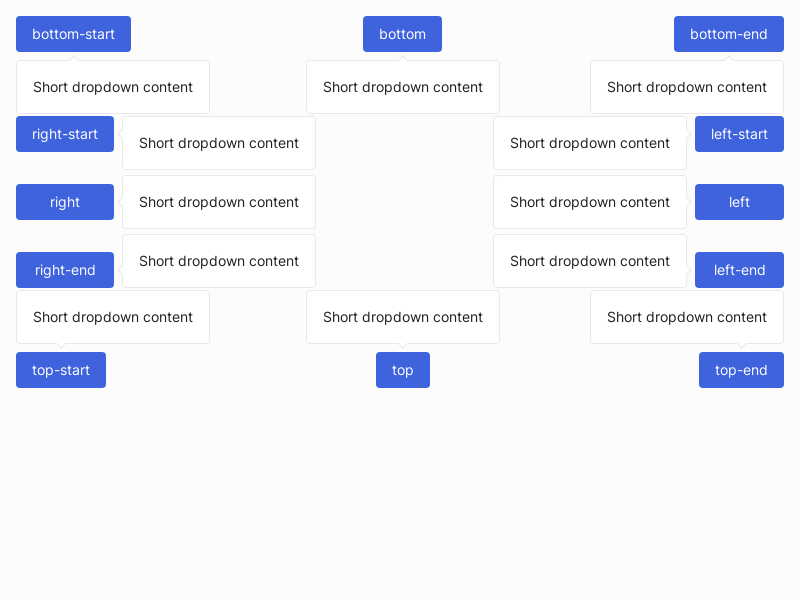 bottom-start
bottom
bottom-end
Short dropdown content
Short dropdown content
Short dropdown content
right-start
Short dropdown content
Short dropdown content
left-start
right
Short dropdown content
Short dropdown content
left
right-end
Short dropdown content
Short dropdown content
left-end
Short dropdown content
Short dropdown content
Short dropdown content
top-start
top
top-end